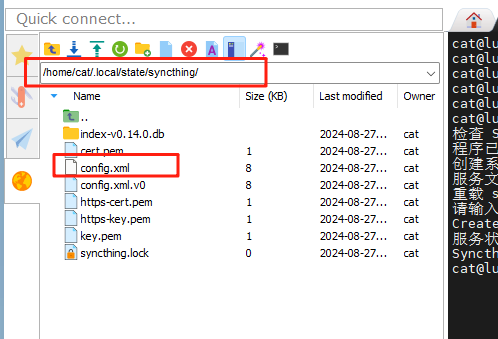 Quick connect...
/home/cat/.local/state/syncthing/
Name Size (KB) Last modified Owner
..
index-v0.14.0.db 2024-08-27... cat
cert.pem 1 2024-08-27... cat
config.xml 8 2024-08-27... cat
config.xml.v0 8 2024-08-27... cat
https-cert.pem 1 2024-08-27... cat
https-key.pem 1 2024-08-27... cat
key.pem 1 2024-08-27... cat
syncthing.lock 0 2024-08-27... cat
cat@lu
cat@lu
cat@lu
cat@lu
cat@lu
cat@lu
检查 S
程序已
创建系
服务文
重载 s
请输入
Create
服务状
Syncth
cat@lu